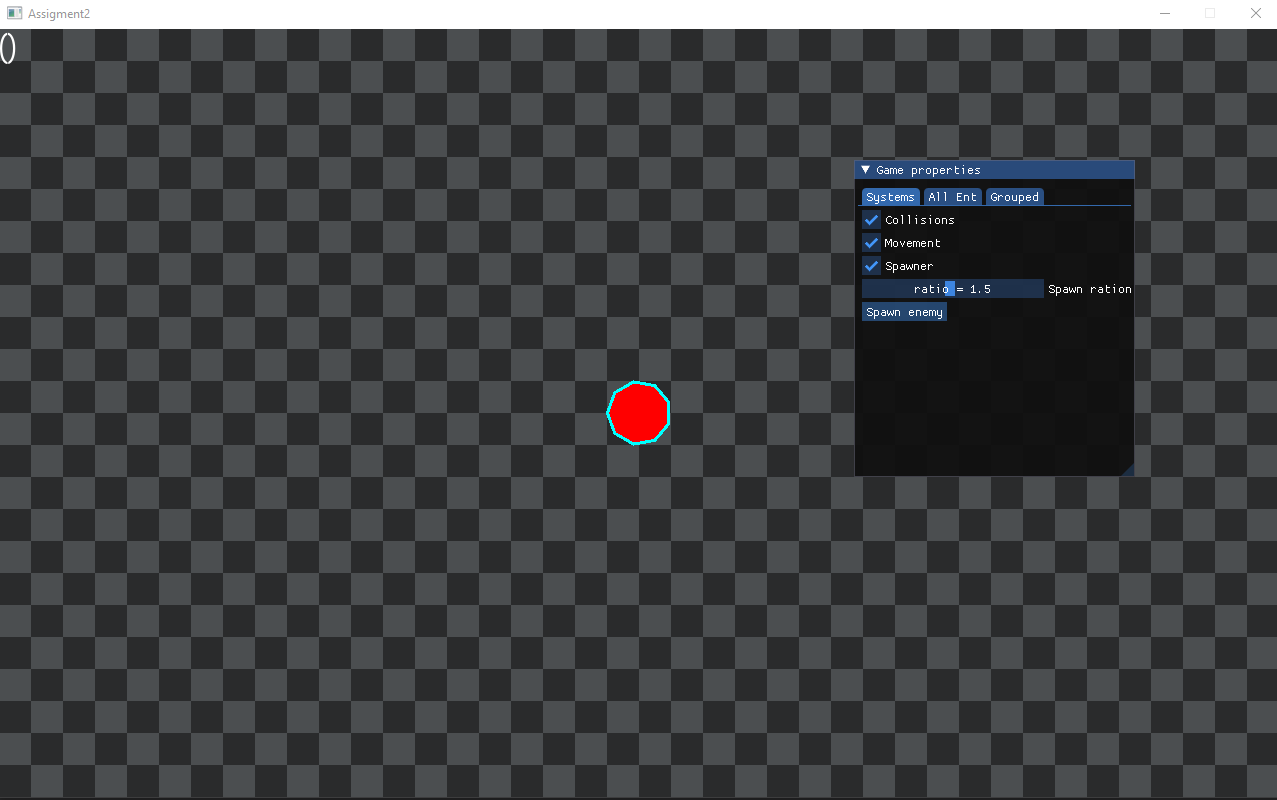 Assigment2
0
Game properties
Systems All Ent Grouped
Collisions
Movement
Spawner
ratio = 1.5 Spawn ration
Spawn enemy